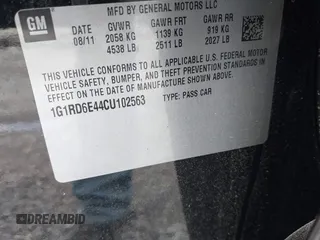 MFD BY GENERAL MOTORS LLC
GM
08/11 GVWR GAWR FRT GAWR RR
2058 KG 1139 KG 919 KG
4538 LB 2511 LB 2027 LB
THIS VEHICLE CONFORMS TO ALL APPLICABLE U.S. FEDERAL MOTOR
VEHICLE SAFETY, BUMPER, AND THEFT PREVENTION STANDARDS IN
EFFECT ON THE DATE OF MANUFACTURE SHOWN ABOVE.
1G1RD6E44CU102563 TYPE: PASS CAR
DREAMBID